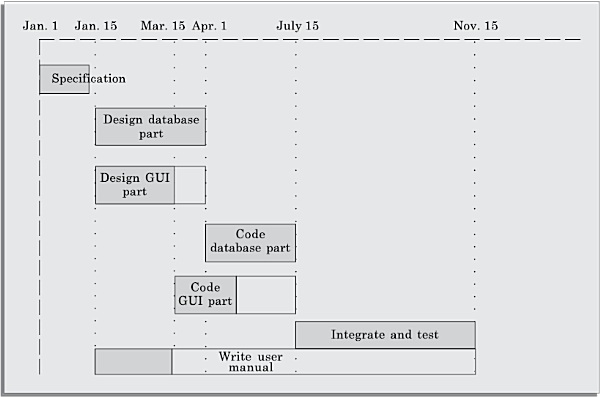 Jan. 1 Jan. 15 Mar. 15 Apr. 1 July 15 Nov. 15
Specification
Design database
part
Design GUI
part
Code
database part
Code
GUI part
Integrate and test
Write user
manual